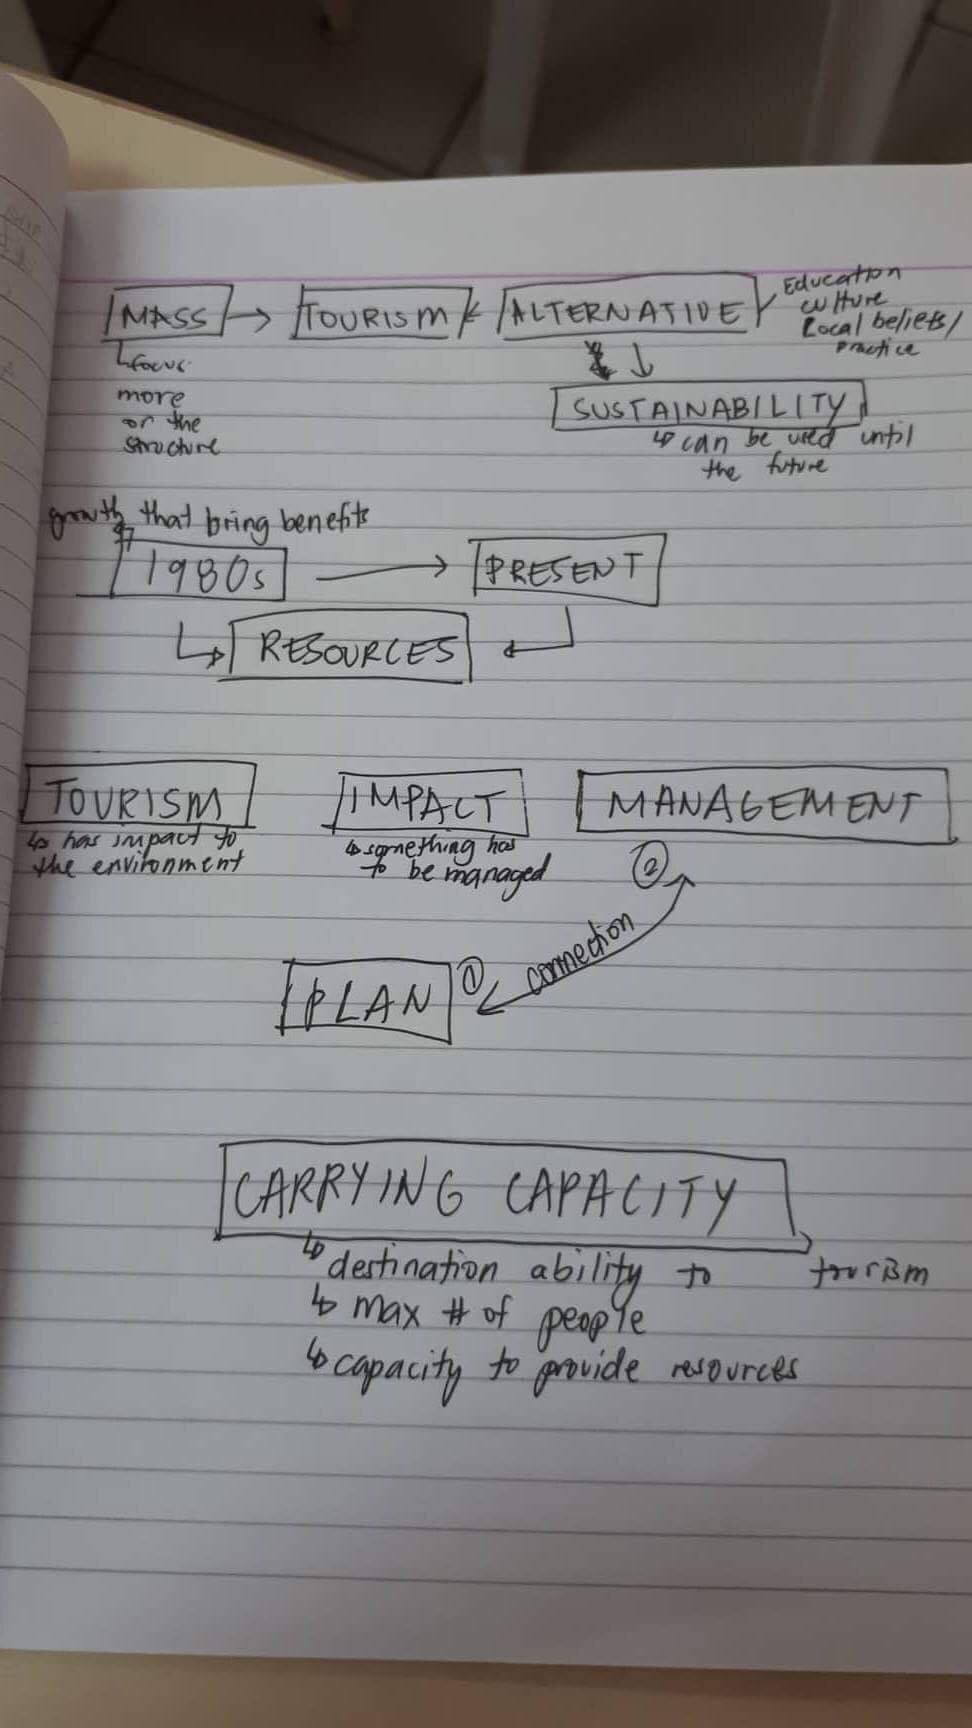 MASS → TOURISM ← ALTERNATIVE
Education
culture
local beliefs/
practice
↳ focus
more
on the
structure
↓
SUSTAINABILITY
↳ can be used until
the future
growth that bring benefits
1980s → PRESENT
RESOURCES
TOURISM IMPACT MANAGEMENT
↳ has impact to
the environment
↳ something has
to be managed
②
connection
PLAN ①
CARRYING CAPACITY
↳ destination ability to tourism
↳ max # of people
↳ capacity to provide resources